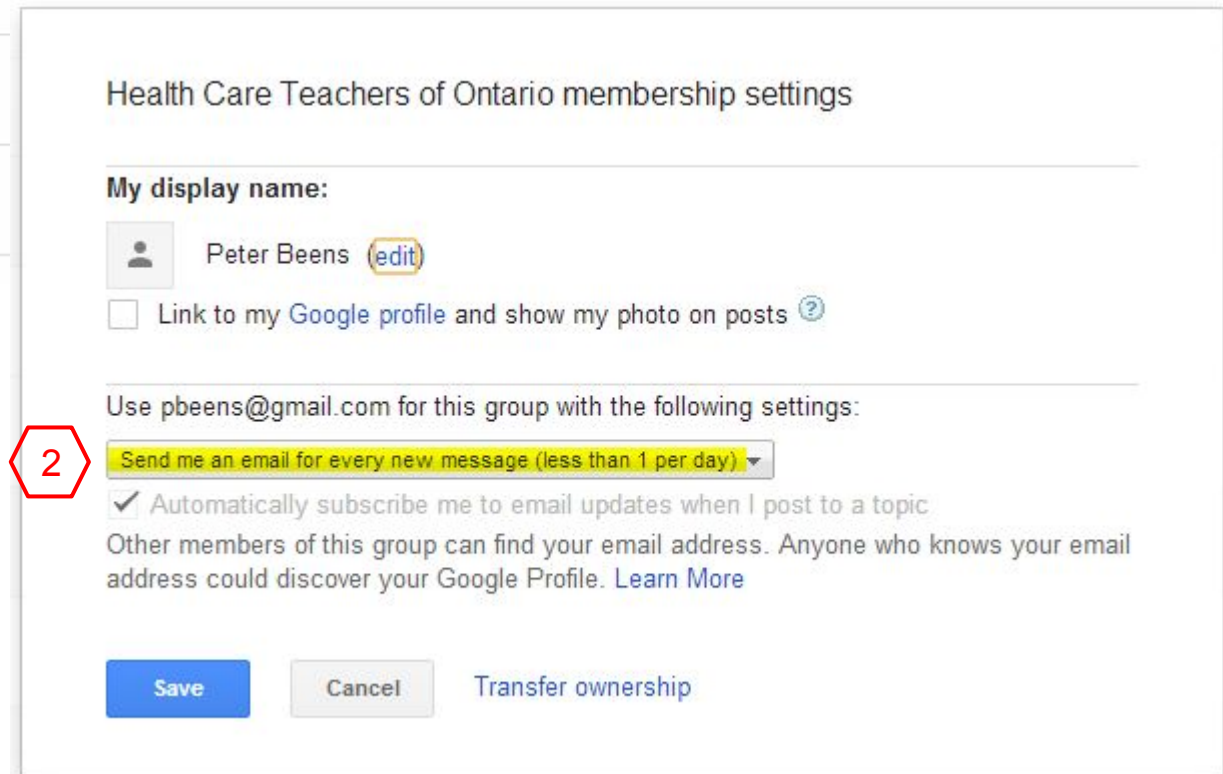 Health Care Teachers of Ontario membership settings
My display name:
Peter Beens (edit)
Link to my Google profile and show my photo on posts ?
Use pbeens@gmail.com for this group with the following settings:
2
Send me an email for every new message (less than 1 per day)
Automatically subscribe me to email updates when I post to a topic
Other members of this group can find your email address. Anyone who knows your email
address could discover your Google Profile. Learn More
Save Cancel Transfer ownership